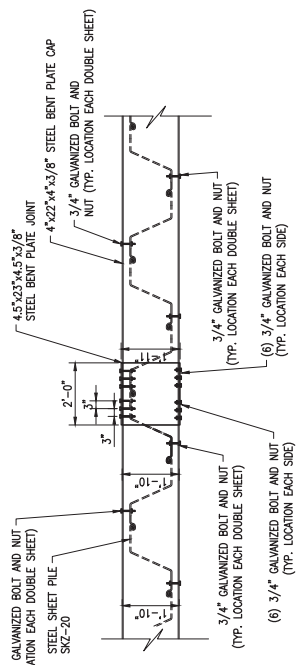 GALVANIZED BOLT AND NUT
ATION EACH DOUBLE SHEET)
STEEL SHEET PILE
SKZ-20
4.5"x23"x4.5"x3/8"
STEEL BENT PLATE JOINT
4"x22"x4"x3/8" STEEL BENT PLATE CAP
3/4" GALVANIZED BOLT AND
NUT (TYP. LOCATION EACH DOUBLE SHEET)
2'-0"
3"
3"
1'-10"
1'-10"
1'-11"
3/4" GALVANIZED BOLT AND NUT
(TYP. LOCATION EACH DOUBLE SHEET)
(6) 3/4" GALVANIZED BOLT AND NUT
(TYP. LOCATION EACH SIDE)
3/4" GALVANIZED BOLT AND NUT
(TYP. LOCATION EACH DOUBLE SHEET)
(6) 3/4" GALVANIZED BOLT AND NUT
(TYP. LOCATION EACH SIDE)